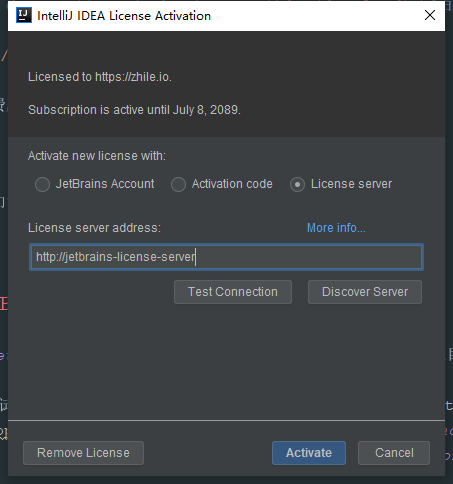 IntelliJ IDEA License Activation
Licensed to https://zhile.io.
Subscription is active until July 8, 2089.
Activate new license with:
JetBrains Account
Activation code
License server
License server address:
More info...
http://jetbrains-license-server
Test Connection
Discover Server
Remove License
Activate
Cancel